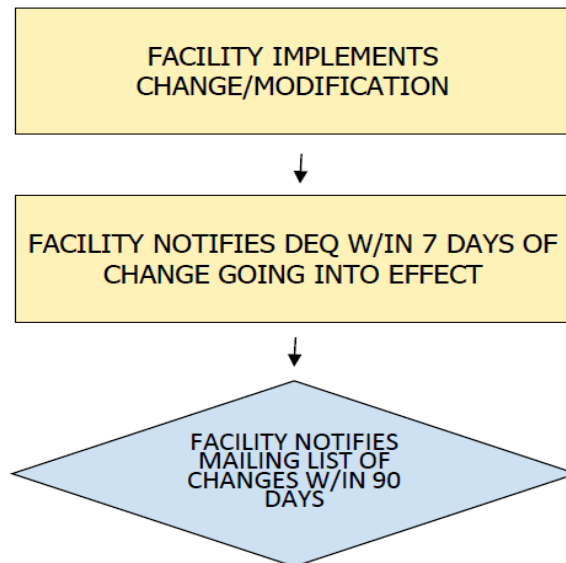 FACILITY IMPLEMENTS
CHANGE/MODIFICATION
FACILITY NOTIFIES DEQ W/IN 7 DAYS OF
CHANGE GOING INTO EFFECT
FACILITY NOTIFIES
MAILING LIST OF
CHANGES W/IN 90
DAYS